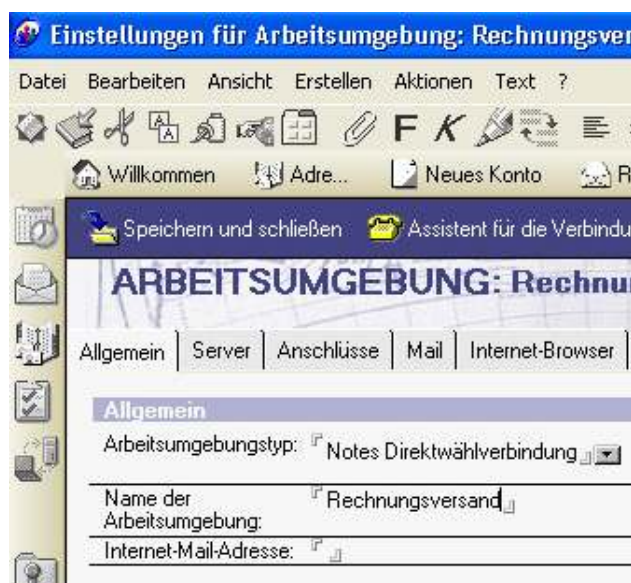 Einstellungen für Arbeitsumgebung: Rechnungsver
Datei Bearbeiten Ansicht Erstellen Aktionen Text ?
F K
Willkommen Adre... Neues Konto R
Speichern und schließen Assistent für die Verbindu
ARBEITSUMGEBUNG: Rechnu
Allgemein Server Anschlüsse Mail Internet-Browser
Allgemein
Arbeitsumgebungstyp: Notes Direktwählverbindung
Name der Rechnungsversand
Arbeitsumgebung:
Internet-Mail-Adresse: